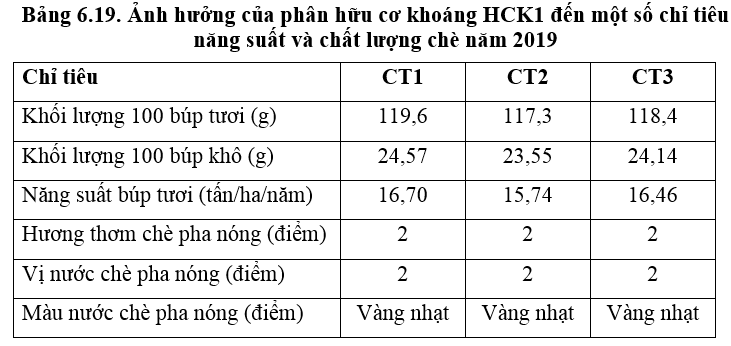 Bảng 6.19. Ảnh hưởng của phân hữu cơ khoáng HCK1 đến một số chỉ tiêu
năng suất và chất lượng chè năm 2019
Chỉ tiêu CT1 CT2 CT3
Khối lượng 100 búp tươi (g) 119,6 117,3 118,4
Khối lượng 100 búp khô (g) 24,57 23,55 24,14
Năng suất búp tươi (tấn/ha/năm) 16,70 15,74 16,46
Hương thơm chè pha nóng (điểm) 2 2 2
Vị nước chè pha nóng (điểm) 2 2 2
Màu nước chè pha nóng (điểm) Vàng nhạt Vàng nhạt Vàng nhạt